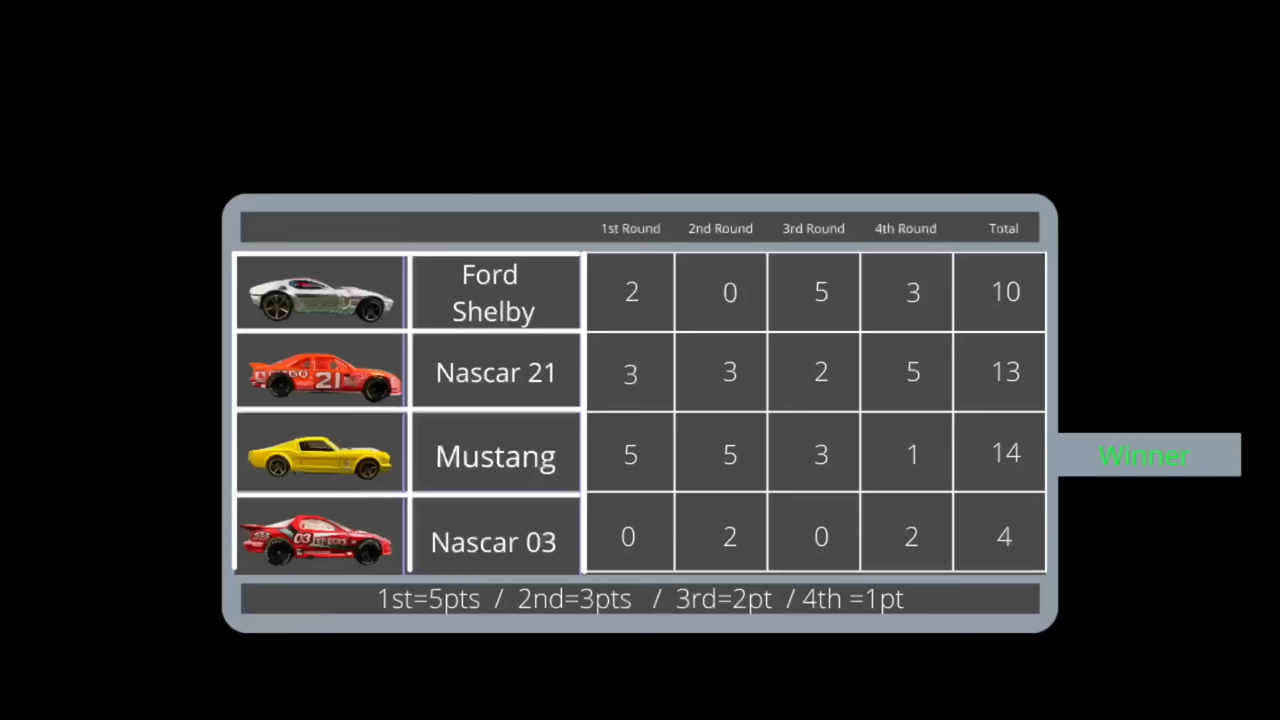 1st Round 2nd Round 3rd Round 4th Round Total
Ford
Shelby
2 0 5 3 10
21
Nascar 21
3 3 2 5 13
Mustang
5 5 3 1 14
Winner
03
Nascar 03
0 2 0 2 4
1st=5pts / 2nd=3pts / 3rd=2pt / 4th =1pt